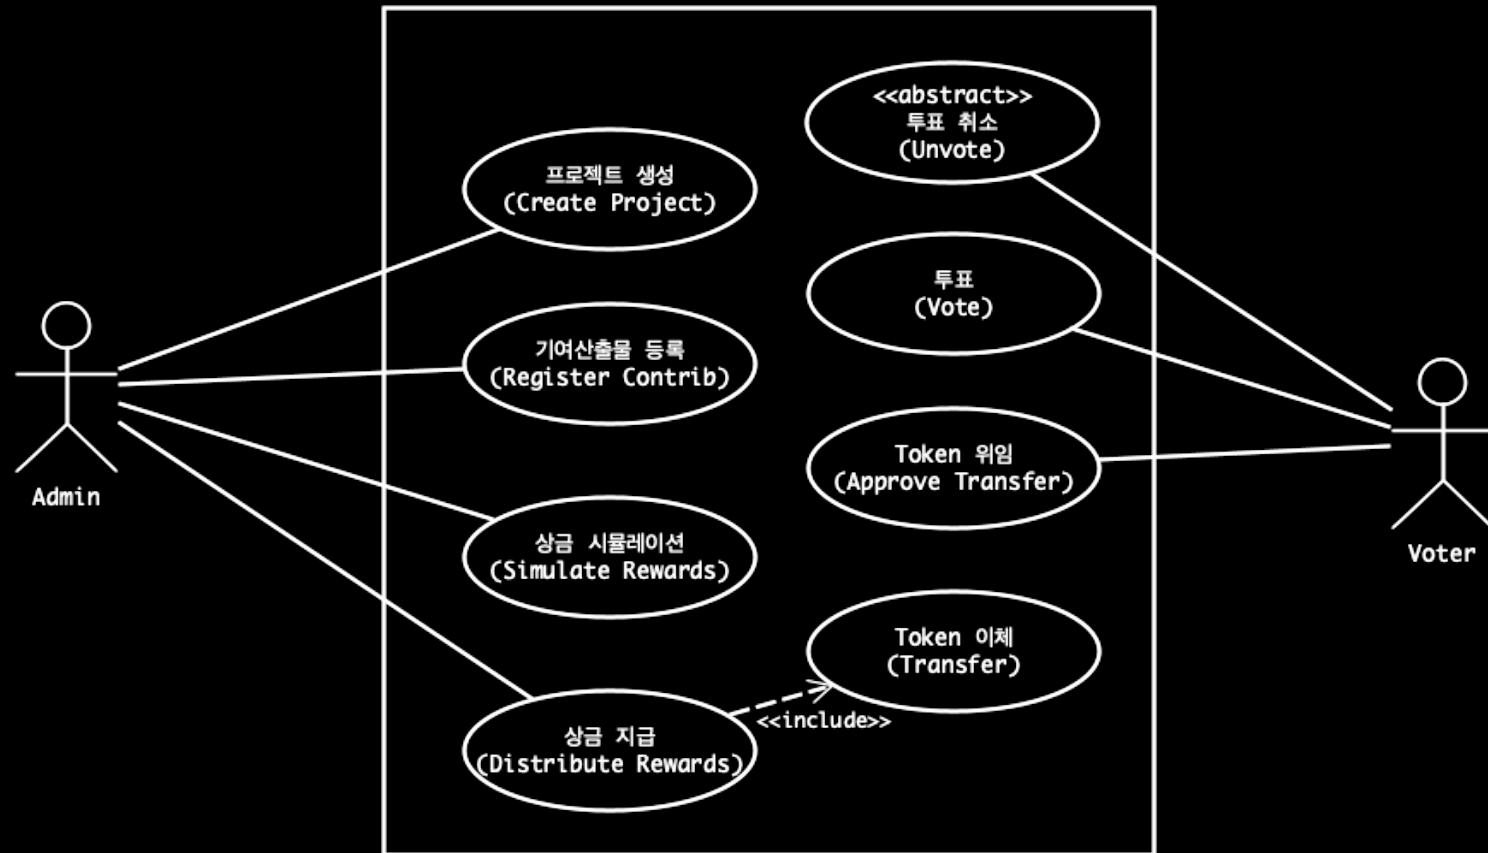 <<abstract>>
투표 취소
(Unvote)
프로젝트 생성
(Create Project)
투표
(Vote)
기여산출물 등록
(Register Contrib)
Admin
Token 위임
(Approve Transfer)
Voter
상금 시뮬레이션
(Simulate Rewards)
Token 이체
(Transfer)
<<include>>
상금 지급
(Distribute Rewards)